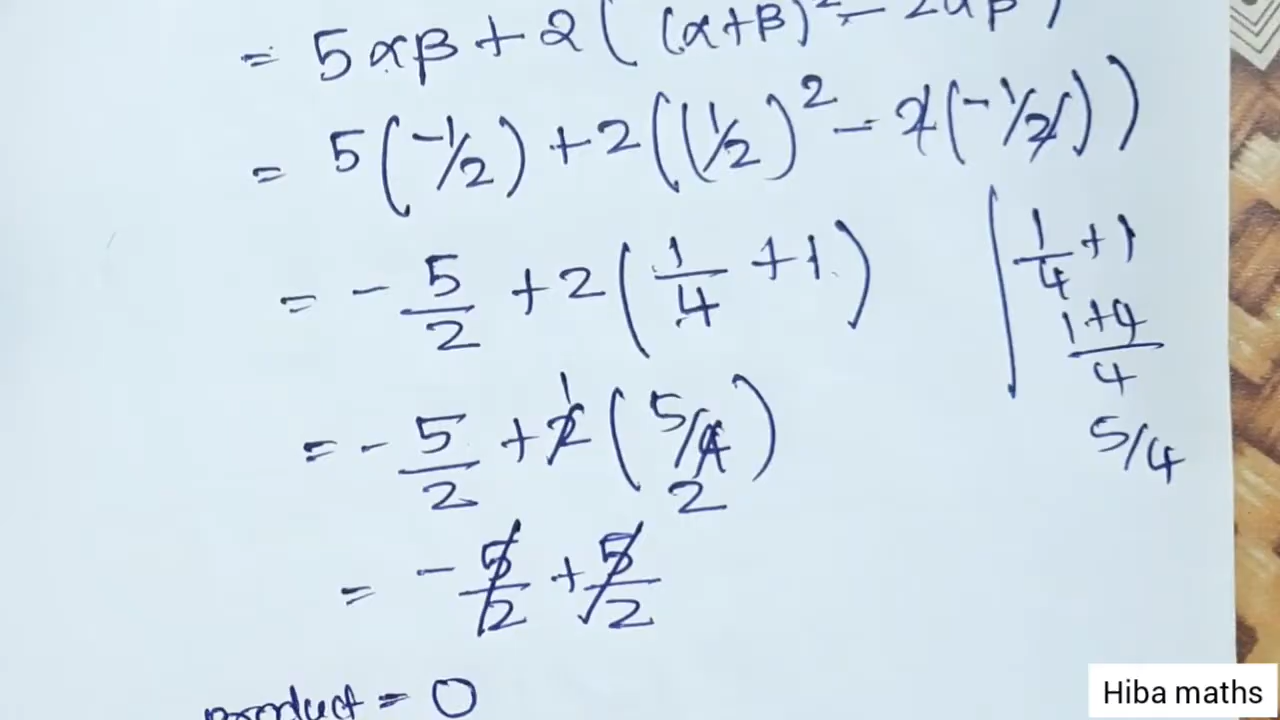 = 5αβ + 2 ( (α+β)² - 2αβ )
= 5(-1/2) + 2((1/2)² - 2(-1/2))
= - 5/2 + 2(1/4 + 1)
1/4 + 1
1+4/4
5/4
= - 5/2 + 2 1 (5/4 2)
= - 5/2 + 5/2
product = 0
Hiba maths